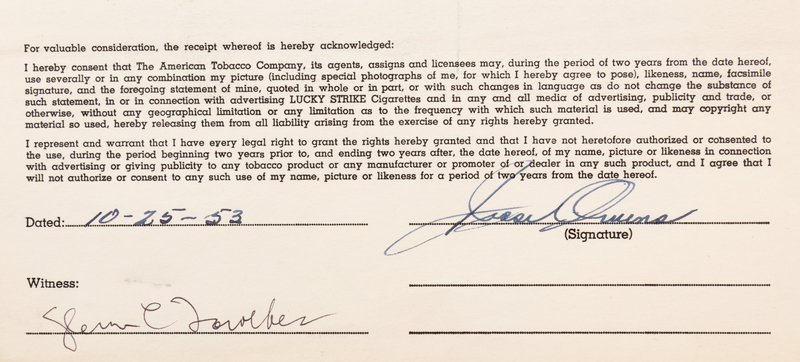 For valuable consideration, the receipt whereof is hereby acknowledged:
I hereby consent that The American Tobacco Company, its agents, assigns and licensees may, during the period of two years from the date hereof,
use severally or in any combination my picture (including special photographs of me, for which I hereby agree to pose), likeness, name, facsimile
signature, and the foregoing statement of mine, quoted in whole or in part, or with such changes in language as do not change the substance of
such statement, in or in connection with advertising LUCKY STRIKE Cigarettes and in any and all media of advertising, publicity and trade, or
otherwise, without any geographical limitation or any limitation as to the frequency with which such material is used, and may copyright any
material so used, hereby releasing them from all liability arising from the exercise of any rights hereby granted.
I represent and warrant that I have every legal right to grant the rights hereby granted and that I have not heretofore authorized or consented to
the use, during the period beginning two years prior to, and ending two years after, the date hereof, of my name, picture or likeness in connection
with advertising or giving publicity to any tobacco product or any manufacturer or promoter of or dealer in any such product, and I agree that I
will not authorize or consent to any such use of my name, picture or likeness for a period of two years from the date hereof.
Dated: 10-25-53 Jesse Owens
(Signature)
Witness: